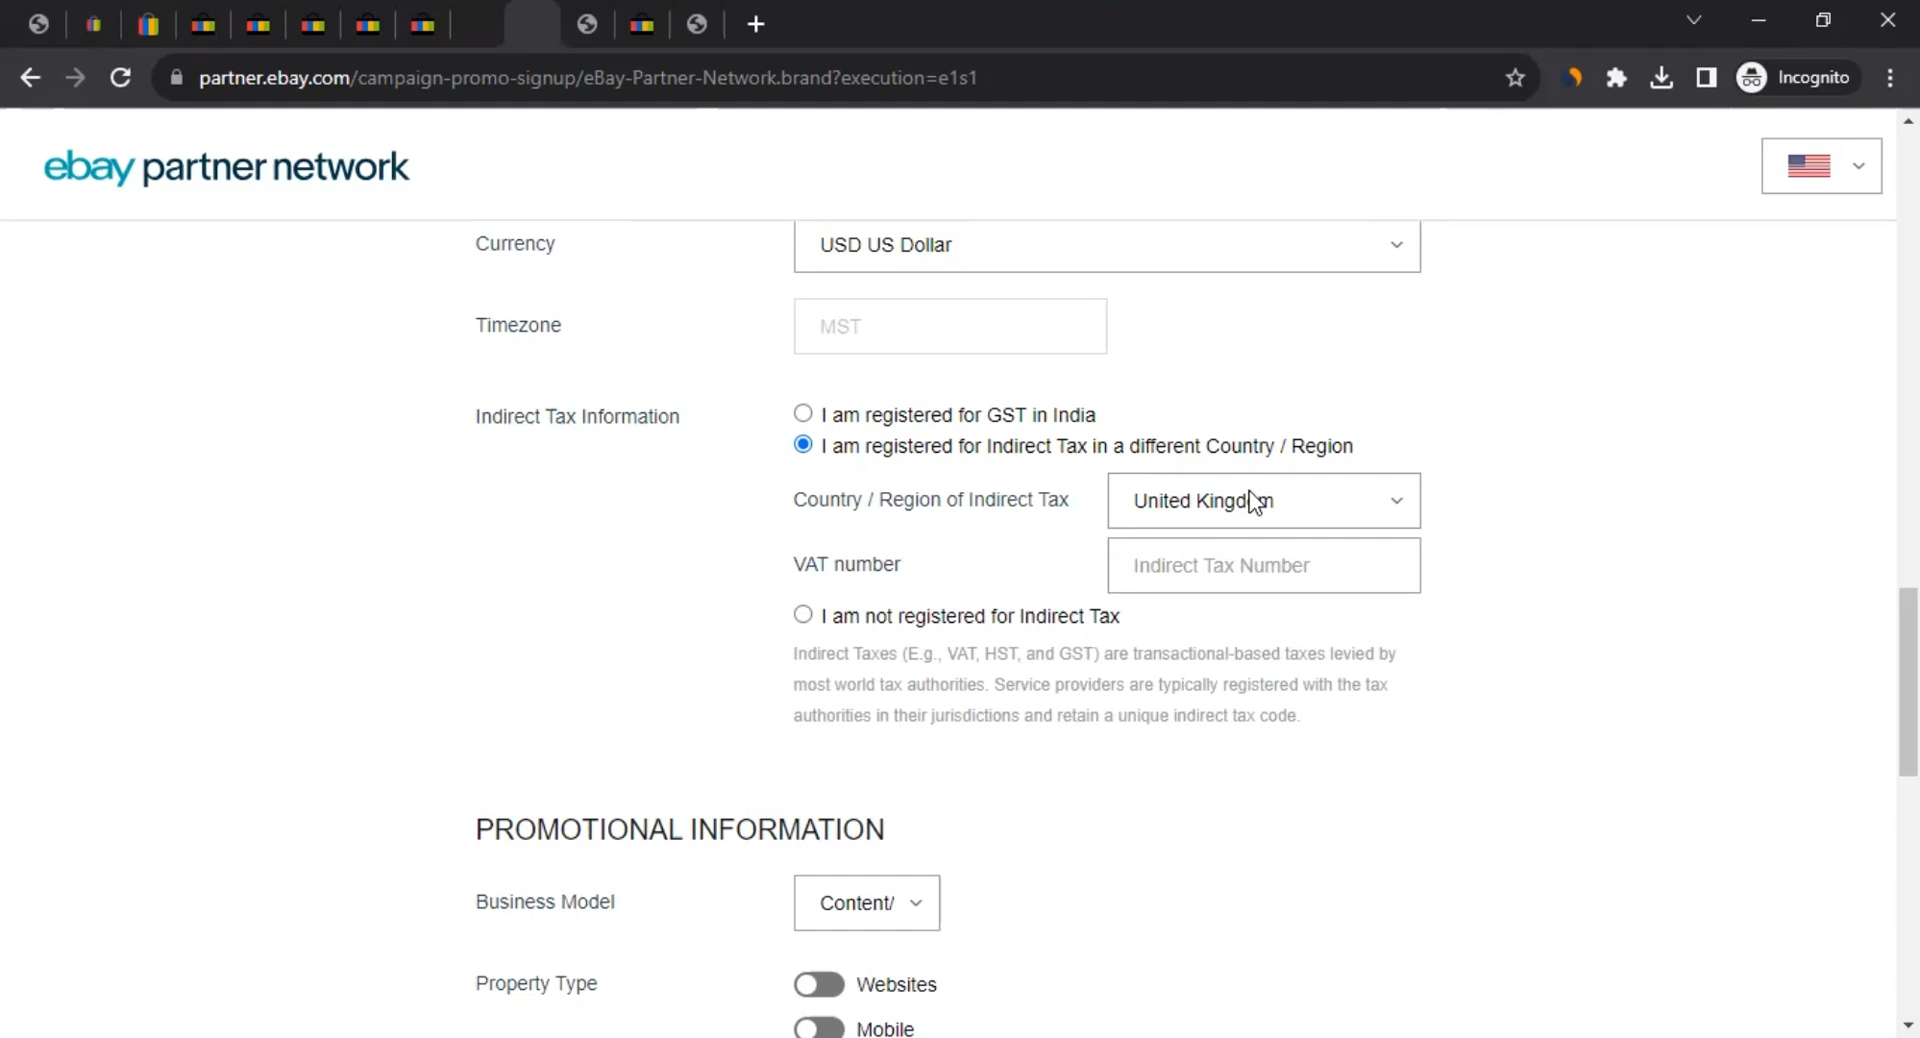 partner.ebay.com/campaign-promo-signup/eBay-Partner-Network.brand?execution=e1s1
Incognito
ebay partner network
Currency
USD US Dollar
Timezone
MST
Indirect Tax Information
I am registered for GST in India
I am registered for Indirect Tax in a different Country / Region
Country / Region of Indirect Tax
United Kingdom
VAT number
Indirect Tax Number
I am not registered for Indirect Tax
Indirect Taxes (E.g., VAT, HST, and GST) are transactional-based taxes levied by
most world tax authorities. Service providers are typically registered with the tax
authorities in their jurisdictions and retain a unique indirect tax code.
PROMOTIONAL INFORMATION
Business Model
Content/
Property Type
Websites
Mobile